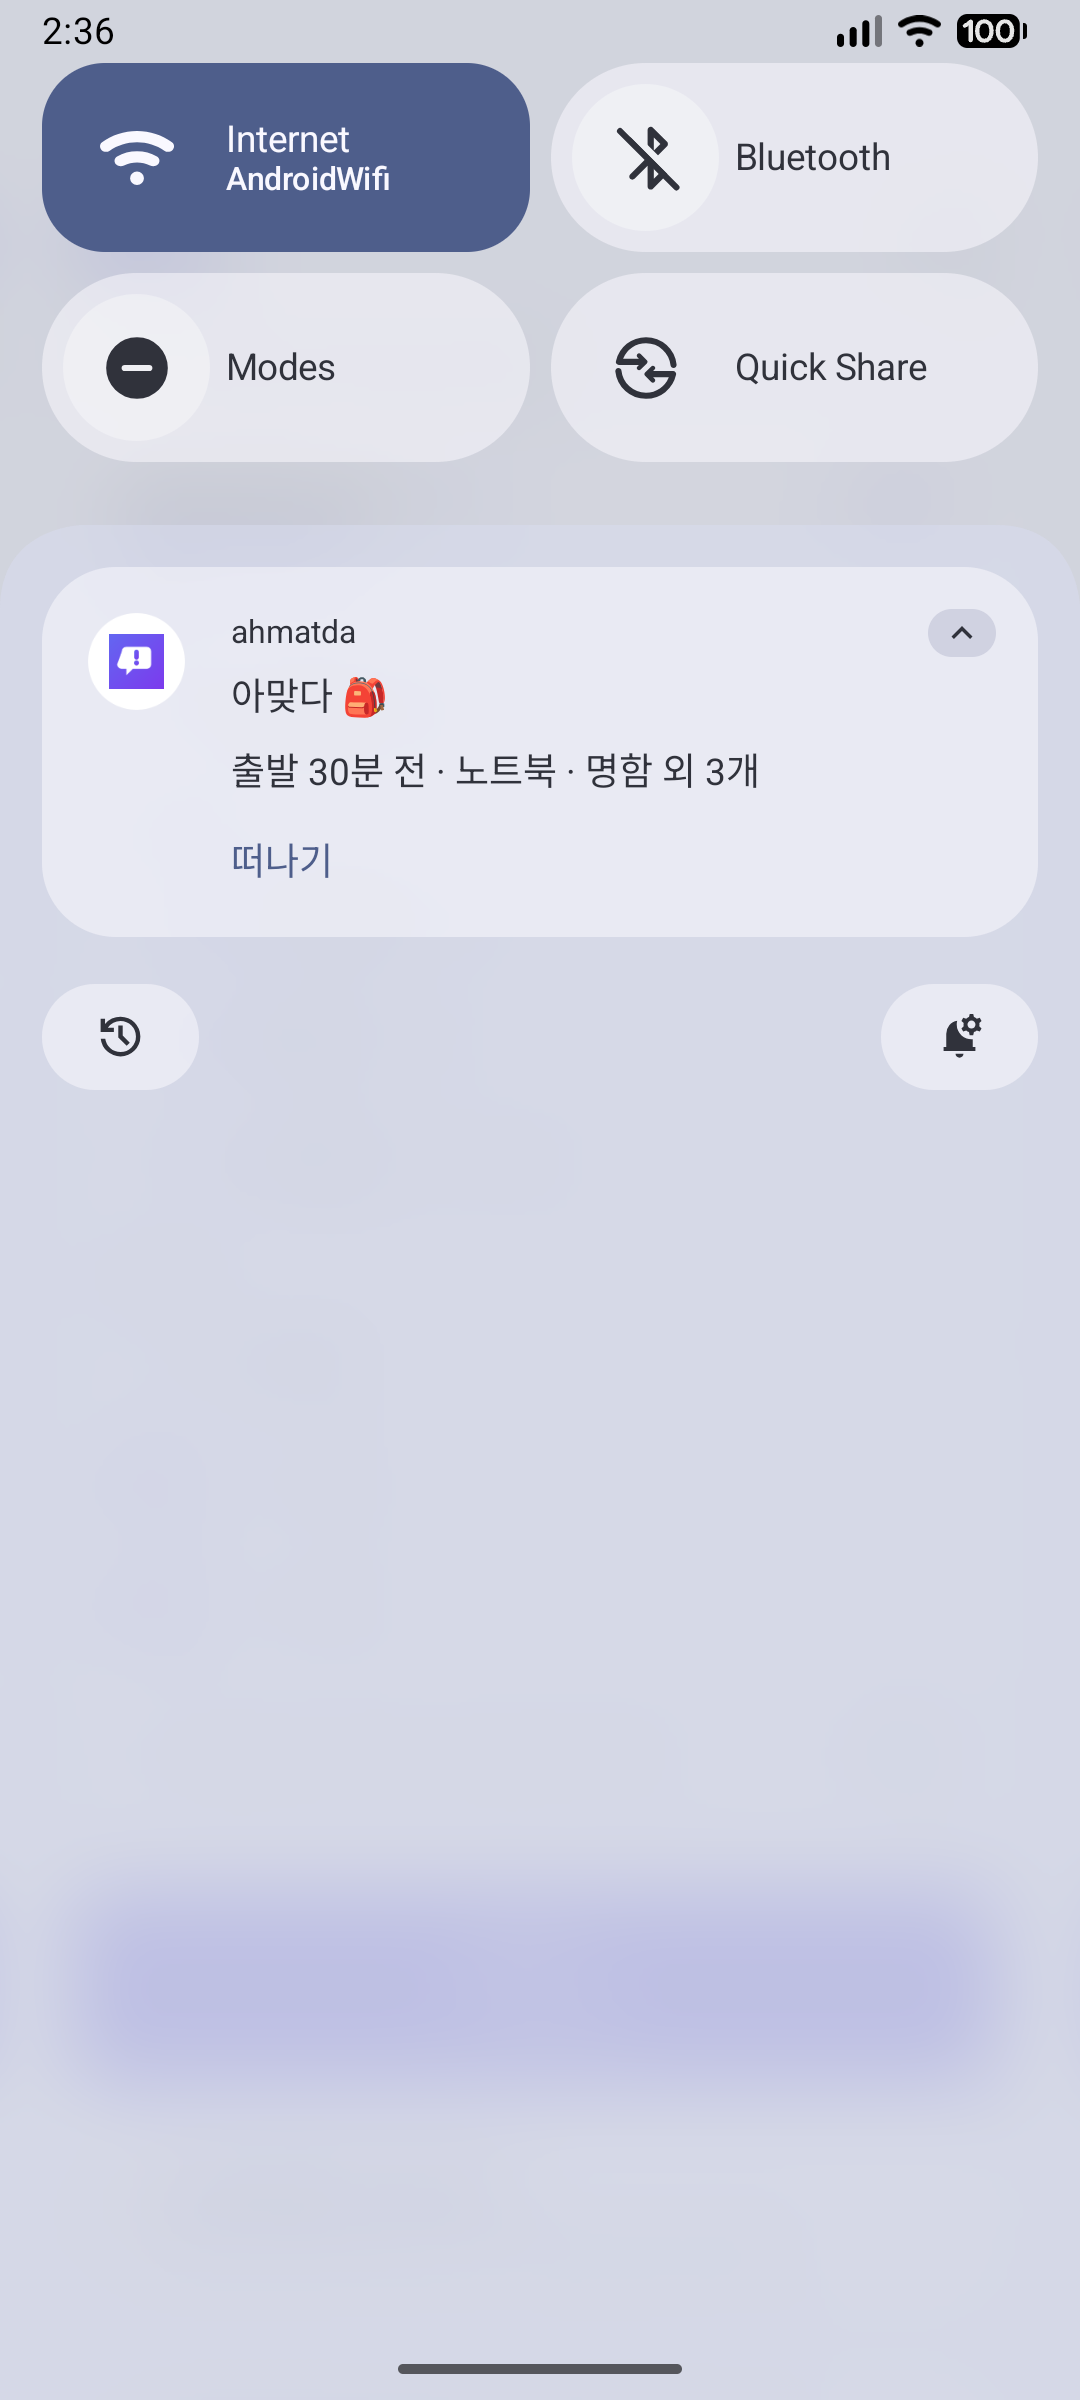 2:36
100
Internet
AndroidWifi
Bluetooth
Modes
Quick Share
ahmatda
아맞다 🎒
출발 30분 전 · 노트북 · 명함 외 3개
떠나기